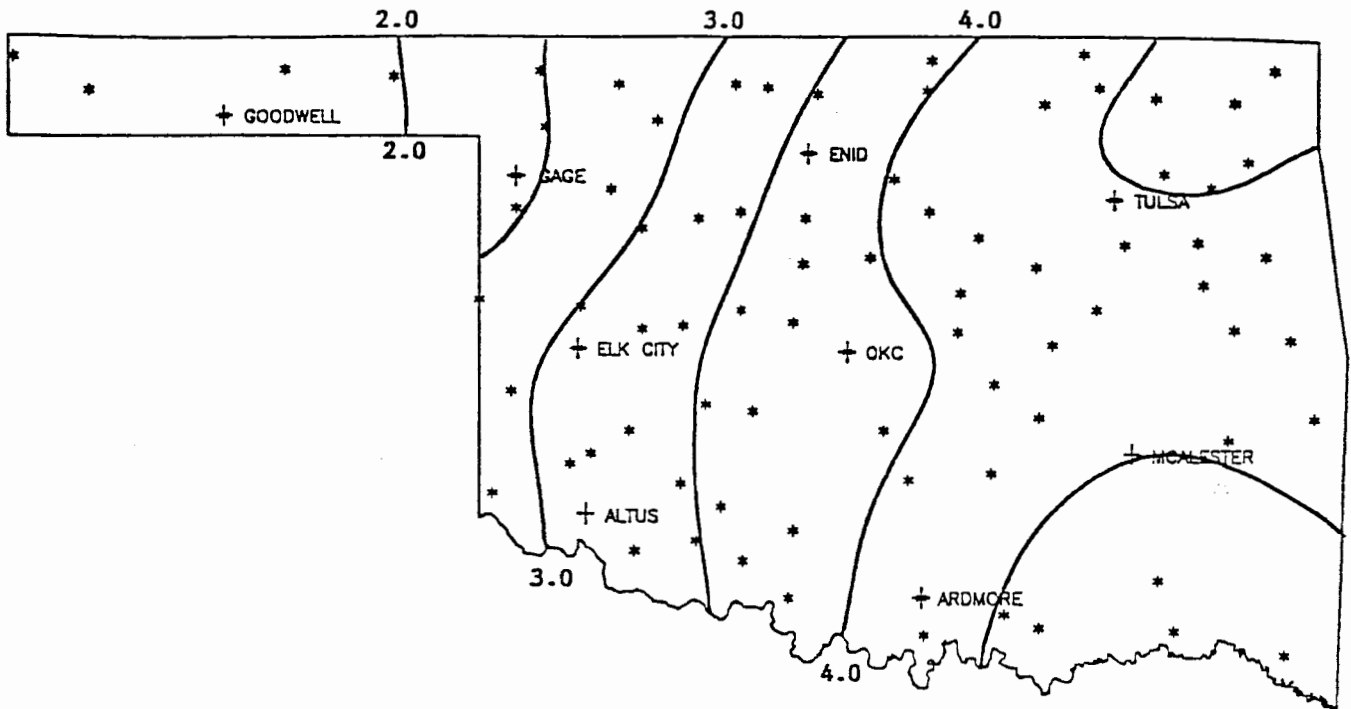 2.0 3.0 4.0
GOODWELL
2.0
ENID
GAGE
TULSA
ELK CITY
OKC
MCALESTER
ALTUS
3.0
ARDMORE
4.0